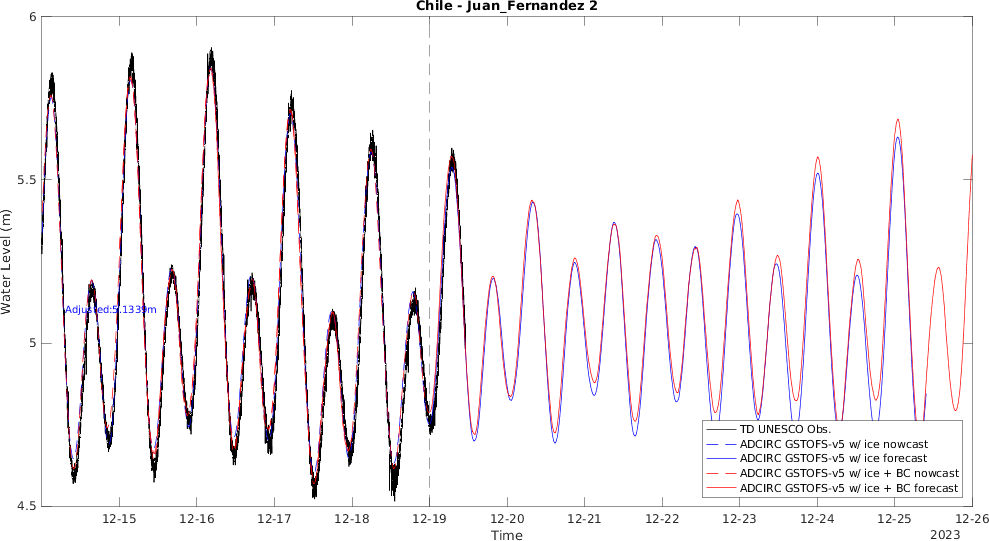 Chile - Juan_Fernandez 2
Water Level (m)
6
5.5
5
4.5
Adjusted:5.1339m
TD UNESCO Obs.
ADCIRC GSTOFS-v5 w/ ice nowcast
ADCIRC GSTOFS-v5 w/ ice forecast
ADCIRC GSTOFS-v5 w/ ice + BC nowcast
ADCIRC GSTOFS-v5 w/ ice + BC forecast
12-15 12-16 12-17 12-18 12-19 12-20 12-21 12-22 12-23 12-24 12-25 12-26
Time
2023